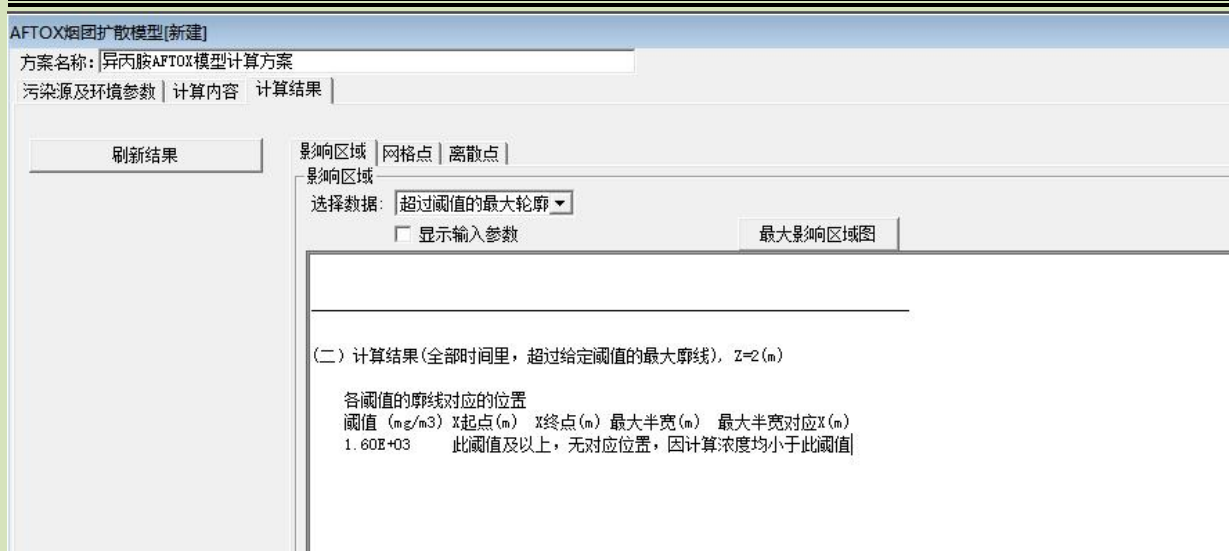 AFTOX烟团扩散模型[新建]
方案名称: 异丙胺AFTOX模型计算方案
污染源及环境参数 计算内容 计算结果
刷新结果
影响区域 网格点 离散点
影响区域
选择数据: 超过阈值的最大轮廓
显示输入参数 最大影响区域图
(二) 计算结果(全部时间里，超过给定阈值的最大廓线), Z=2(m)
各阈值的廓线对应的位置
阈值 (mg/m3) X起点(m) X终点(m) 最大半宽(m) 最大半宽对应X(m)
1.60E+03 此阈值及以上，无对应位置，因计算浓度均小于此阈值